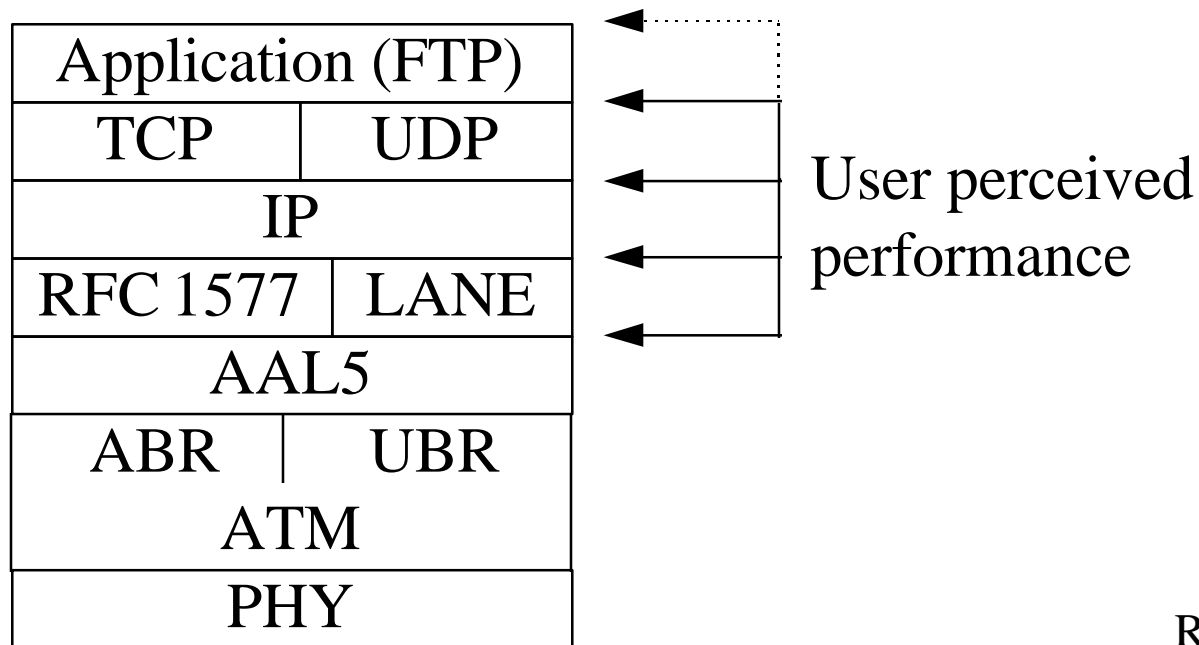 Application (FTP)
TCP UDP
IP
RFC 1577 LANE
AAL5
ABR UBR
ATM
PHY
User perceived
performance
R